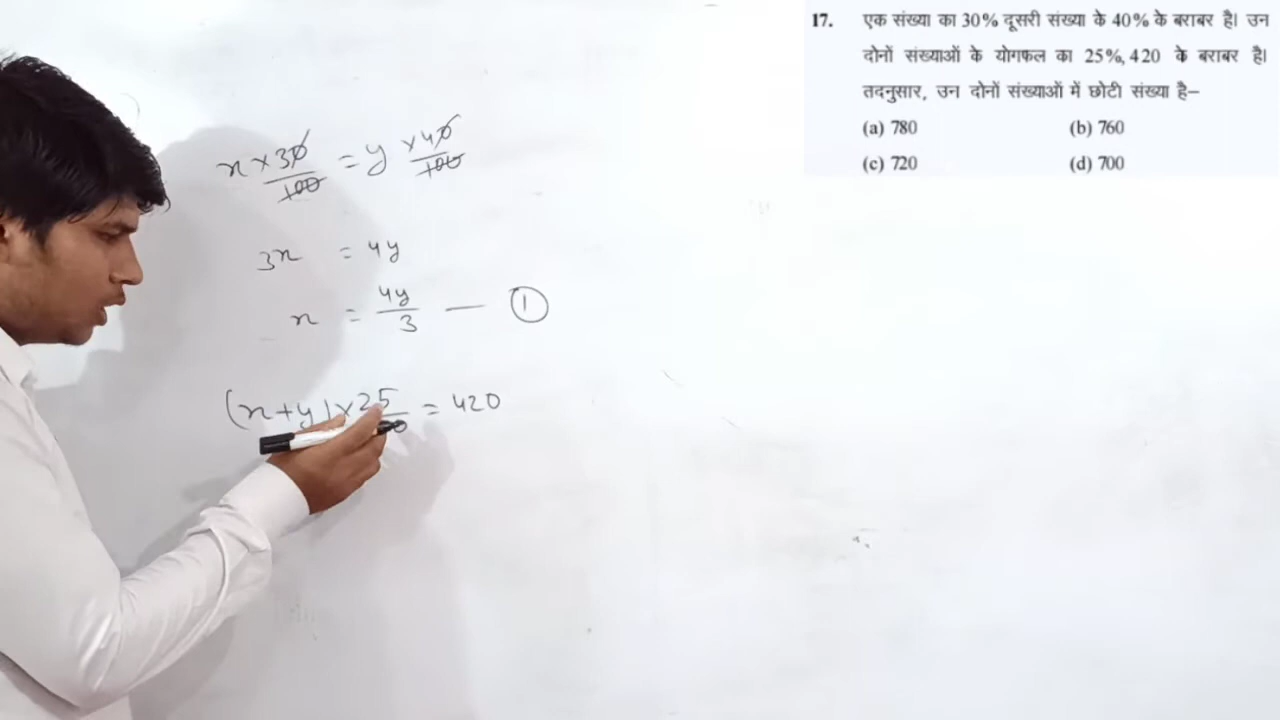 17. एक संख्या का 30% दूसरी संख्या के 40% के बराबर है। उन
दोनों संख्याओं के योगफल का 25%, 420 के बराबर है।
तदनुसार, उन दोनों संख्याओं में छोटी संख्या है–
(a) 780 (b) 760
(c) 720 (d) 700
x × 30/100 = y × 40/100
3x = 4y
x = 4y/3 — ①
(x+y) × 25 = 420